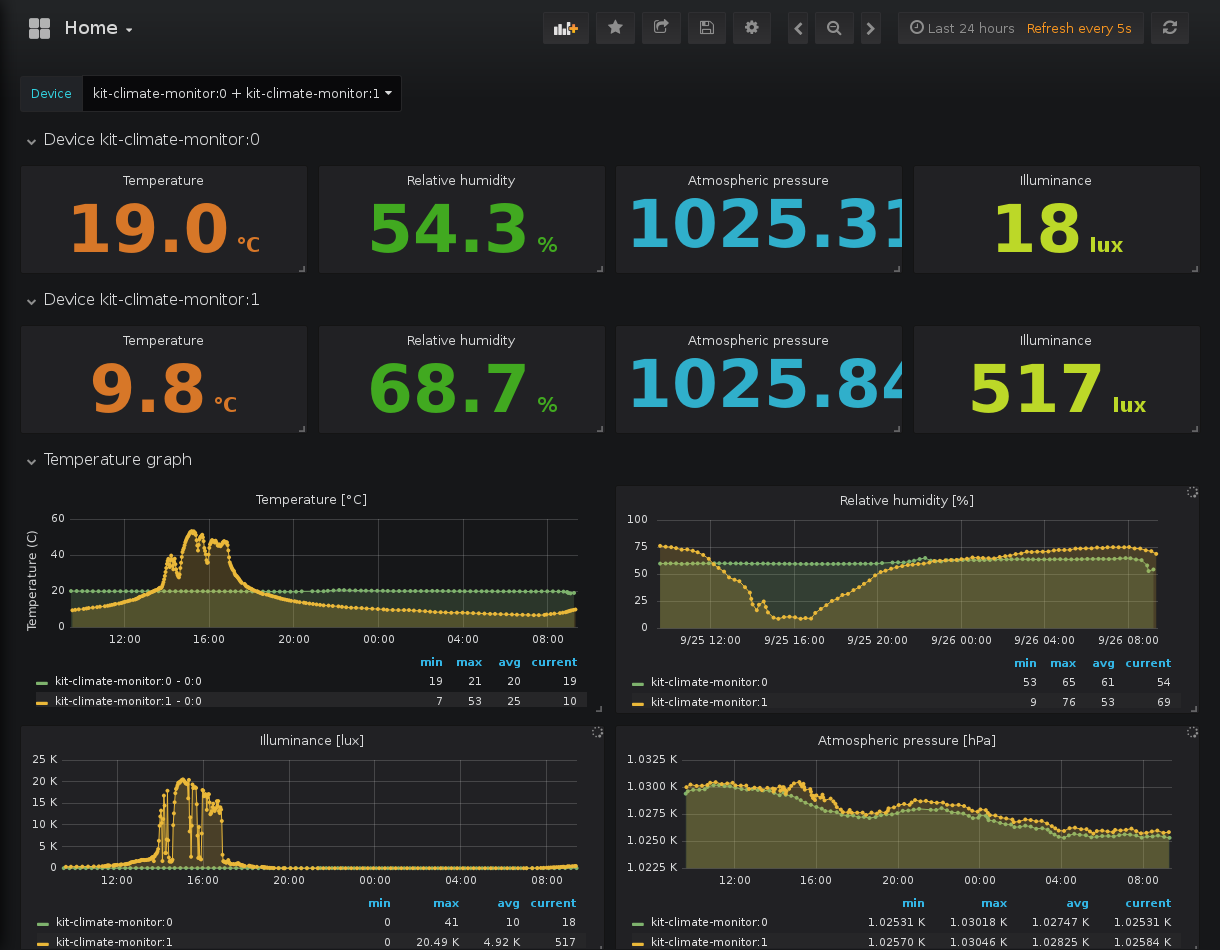 Home
Last 24 hours Refresh every 5s
Device kit-climate-monitor:0 + kit-climate-monitor:1
Device kit-climate-monitor:0
Temperature Relative humidity Atmospheric pressure Illuminance
19.0 °C 54.3 % 1025.31 18 lux
Device kit-climate-monitor:1
Temperature Relative humidity Atmospheric pressure Illuminance
9.8 °C 68.7 % 1025.84 517 lux
Temperature graph
Temperature [°C]
Temperature (C)
60
40
20
0
12:00 16:00 20:00 00:00 04:00 08:00
min max avg current
kit-climate-monitor:0 - 0:0 19 21 20 19
kit-climate-monitor:1 - 0:0 7 53 25 10
Relative humidity [%]
100
75
50
25
0
9/25 12:00 9/25 16:00 9/25 20:00 9/26 00:00 9/26 04:00 9/26 08:00
min max avg current
kit-climate-monitor:0 53 65 61 54
kit-climate-monitor:1 9 76 53 69
Illuminance [lux]
25 K
20 K
15 K
10 K
5 K
0
12:00 16:00 20:00 00:00 04:00 08:00
min max avg current
kit-climate-monitor:0 0 41 10 18
kit-climate-monitor:1 0 20.49 K 4.92 K 517
Atmospheric pressure [hPa]
1.0325 K
1.0300 K
1.0275 K
1.0250 K
1.0225 K
12:00 16:00 20:00 00:00 04:00 08:00
min max avg current
kit-climate-monitor:0 1.02531 K 1.03018 K 1.02747 K 1.02531 K
kit-climate-monitor:1 1.02570 K 1.03046 K 1.02825 K 1.02584 K